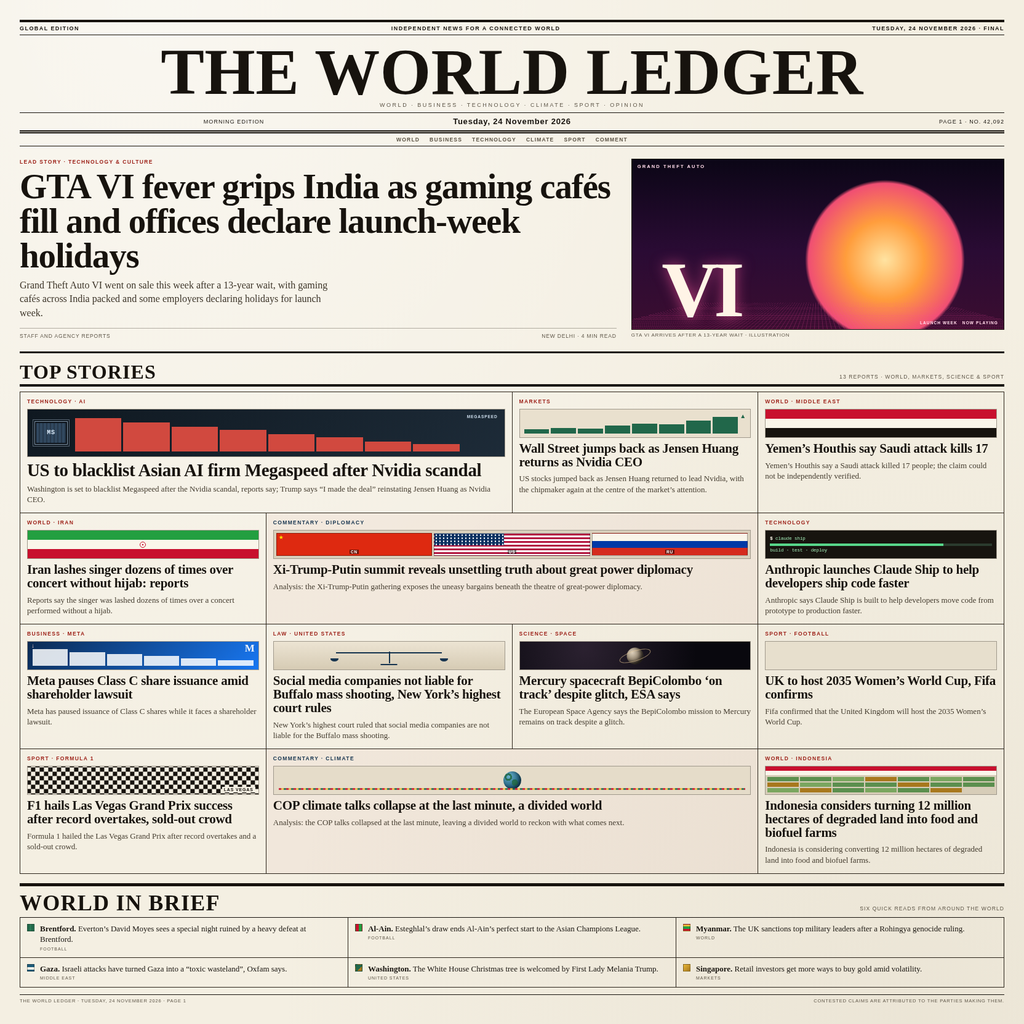 GLOBAL EDITION
INDEPENDENT NEWS FOR A CONNECTED WORLD
TUESDAY, 24 NOVEMBER 2026 · FINAL
THE WORLD LEDGER
WORLD · BUSINESS · TECHNOLOGY · CLIMATE · SPORT · OPINION
MORNING EDITION
Tuesday, 24 November 2026
PAGE 1 · NO. 42,092
WORLD BUSINESS TECHNOLOGY CLIMATE SPORT COMMENT
LEAD STORY · TECHNOLOGY & CULTURE
GTA VI fever grips India as gaming cafés
fill and offices declare launch-week
holidays
Grand Theft Auto VI went on sale this week after a 13-year wait, with gaming
cafés across India packed and some employers declaring holidays for launch
week.
STAFF AND AGENCY REPORTS
NEW DELHI · 4 MIN READ
GRAND THEFT AUTO
VI
LAUNCH WEEK NOW PLAYING
GTA VI ARRIVES AFTER A 13-YEAR WAIT · ILLUSTRATION
TOP STORIES
13 REPORTS · WORLD, MARKETS, SCIENCE & SPORT
TECHNOLOGY · AI
MS
MEGASPEED
US to blacklist Asian AI firm Megaspeed after Nvidia scandal
Washington is set to blacklist Megaspeed after the Nvidia scandal, reports say; Trump says “I made the deal” reinstating Jensen Huang as Nvidia
CEO.
MARKETS
Wall Street jumps back as Jensen Huang
returns as Nvidia CEO
US stocks jumped back as Jensen Huang returned to lead Nvidia, with
the chipmaker again at the centre of the market’s attention.
WORLD · MIDDLE EAST
Yemen’s Houthis say Saudi attack kills 17
Yemen’s Houthis say a Saudi attack killed 17 people; the claim could
not be independently verified.
WORLD · IRAN
Iran lashes singer dozens of times over
concert without hijab: reports
Reports say the singer was lashed dozens of times over a concert
performed without a hijab.
COMMENTARY · DIPLOMACY
CN
US
RU
Xi-Trump-Putin summit reveals unsettling truth about great power diplomacy
Analysis: the Xi-Trump-Putin gathering exposes the uneasy bargains beneath the theatre of great-power diplomacy.
TECHNOLOGY
$ claude ship
build · test · deploy
Anthropic launches Claude Ship to help
developers ship code faster
Anthropic says Claude Ship is built to help developers move code from
prototype to production faster.
BUSINESS · META
M
Meta pauses Class C share issuance amid
shareholder lawsuit
Meta has paused issuance of Class C shares while it faces a shareholder
lawsuit.
LAW · UNITED STATES
Social media companies not liable for
Buffalo mass shooting, New York’s highest
court rules
New York’s highest court ruled that social media companies are not
liable for the Buffalo mass shooting.
SCIENCE · SPACE
Mercury spacecraft BepiColombo ‘on
track’ despite glitch, ESA says
The European Space Agency says the BepiColombo mission to Mercury
remains on track despite a glitch.
SPORT · FOOTBALL
UK to host 2035 Women’s World Cup, Fifa
confirms
Fifa confirmed that the United Kingdom will host the 2035 Women’s
World Cup.
SPORT · FORMULA 1
LAS VEGAS
F1 hails Las Vegas Grand Prix success
after record overtakes, sold-out crowd
Formula 1 hailed the Las Vegas Grand Prix after record overtakes and a
sold-out crowd.
COMMENTARY · CLIMATE
COP climate talks collapse at the last minute, a divided world
Analysis: the COP talks collapsed at the last minute, leaving a divided world to reckon with what comes next.
WORLD · INDONESIA
Indonesia considers turning 12 million
hectares of degraded land into food and
biofuel farms
Indonesia is considering converting 12 million hectares of degraded
land into food and biofuel farms.
WORLD IN BRIEF
SIX QUICK READS FROM AROUND THE WORLD
Brentford. Everton’s David Moyes sees a special night ruined by a heavy defeat at
Brentford.
FOOTBALL
Al-Ain. Esteghlal’s draw ends Al-Ain’s perfect start to the Asian Champions League.
FOOTBALL
Myanmar. The UK sanctions top military leaders after a Rohingya genocide ruling.
WORLD
Gaza. Israeli attacks have turned Gaza into a “toxic wasteland”, Oxfam says.
MIDDLE EAST
Washington. The White House Christmas tree is welcomed by First Lady Melania Trump.
UNITED STATES
Singapore. Retail investors get more ways to buy gold amid volatility.
MARKETS
THE WORLD LEDGER · TUESDAY, 24 NOVEMBER 2026 · PAGE 1
CONTESTED CLAIMS ARE ATTRIBUTED TO THE PARTIES MAKING THEM.